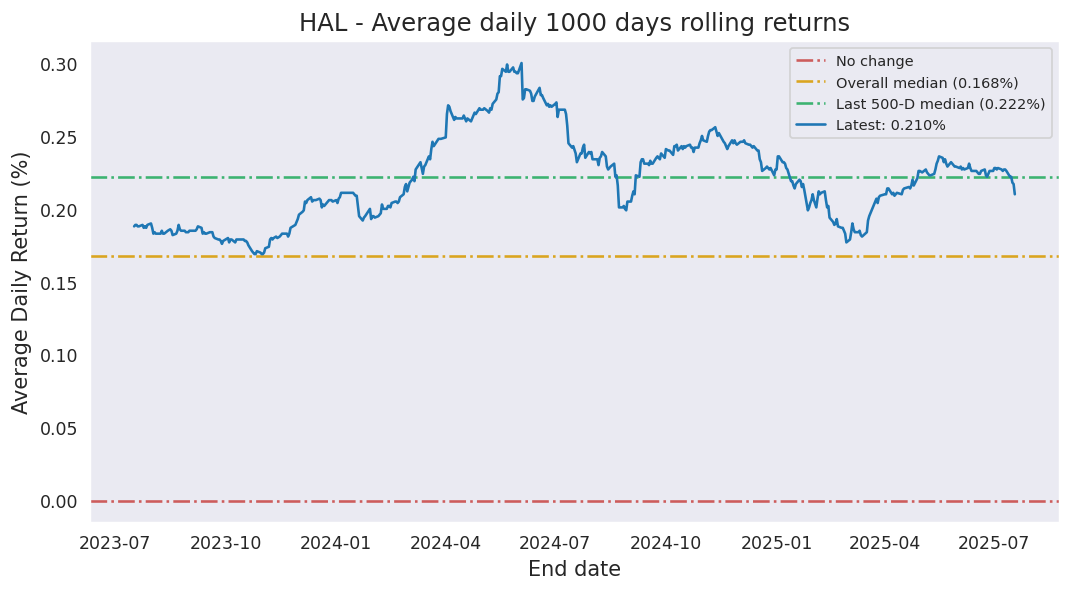 HAL - Average daily 1000 days rolling returns
No change
Overall median (0.168%)
Last 500-D median (0.222%)
Latest: 0.210%
Average Daily Return (%)
0.30
0.25
0.20
0.15
0.10
0.05
0.00
2023-07 2023-10 2024-01 2024-04 2024-07 2024-10 2025-01 2025-04 2025-07
End date